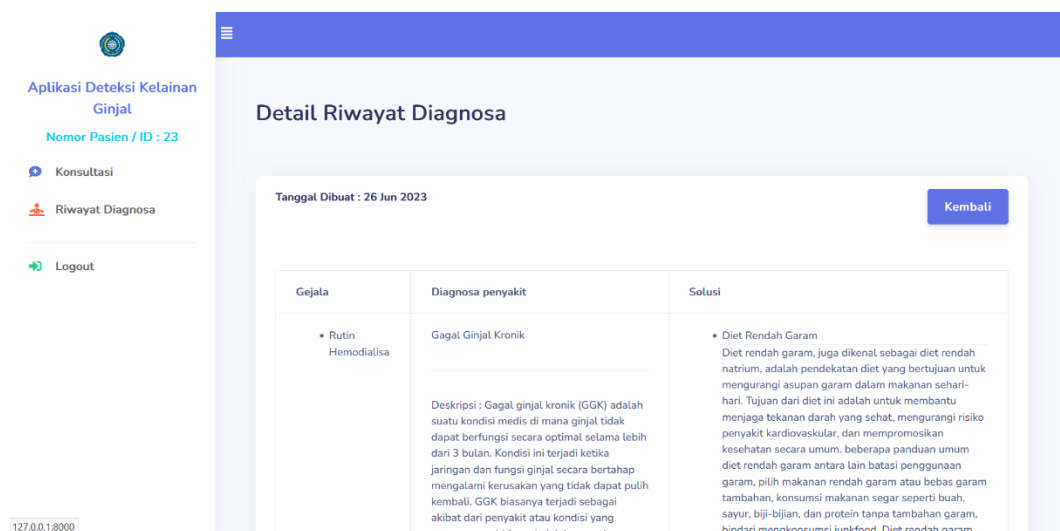 Aplikasi Deteksi Kelainan
Ginjal
Nomor Pasien / ID : 23
Konsultasi
Riwayat Diagnosa
Logout
Detail Riwayat Diagnosa
Tanggal Dibuat : 26 Jun 2023
Kembali
Gejala
Diagnosa penyakit
Solusi
• Rutin
Hemodialisa
Gagal Ginjal Kronik
Deskripsi : Gagal ginjal kronik (GGK) adalah
suatu kondisi medis di mana ginjal tidak
dapat berfungsi secara optimal selama lebih
dari 3 bulan. Kondisi ini terjadi ketika
jaringan dan fungsi ginjal secara bertahap
mengalami kerusakan yang tidak dapat pulih
kembali. GGK biasanya terjadi sebagai
akibat dari penyakit atau kondisi yang
• Diet Rendah Garam
Diet rendah garam, juga dikenal sebagai diet rendah
natrium, adalah pendekatan diet yang bertujuan untuk
mengurangi asupan garam dalam makanan sehari-
hari. Tujuan dari diet ini adalah untuk membantu
menjaga tekanan darah yang sehat, mengurangi risiko
penyakit kardiovaskular, dan mempromosikan
kesehatan secara umum. beberapa panduan umum
diet rendah garam antara lain batasi penggunaan
garam, pilih makanan rendah garam atau bebas garam
tambahan, konsumsi makanan segar seperti buah,
sayur, biji-bijian, dan protein tanpa tambahan garam,
hindari mengkonsumsi junkfood. Diet rendah garam
127.0.0.1:8000